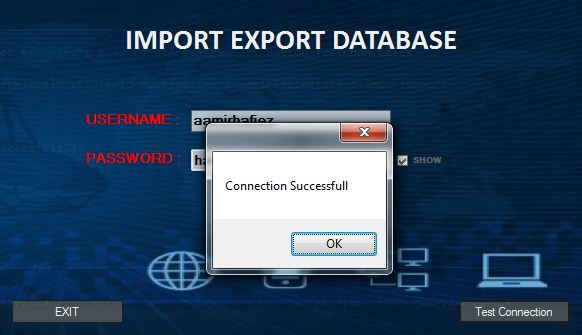 IMPORT EXPORT DATABASE
USERNAME :
aamirhafiez
PASSWORD :
SHOW
Connection Successfull
OK
EXIT
Test Connection